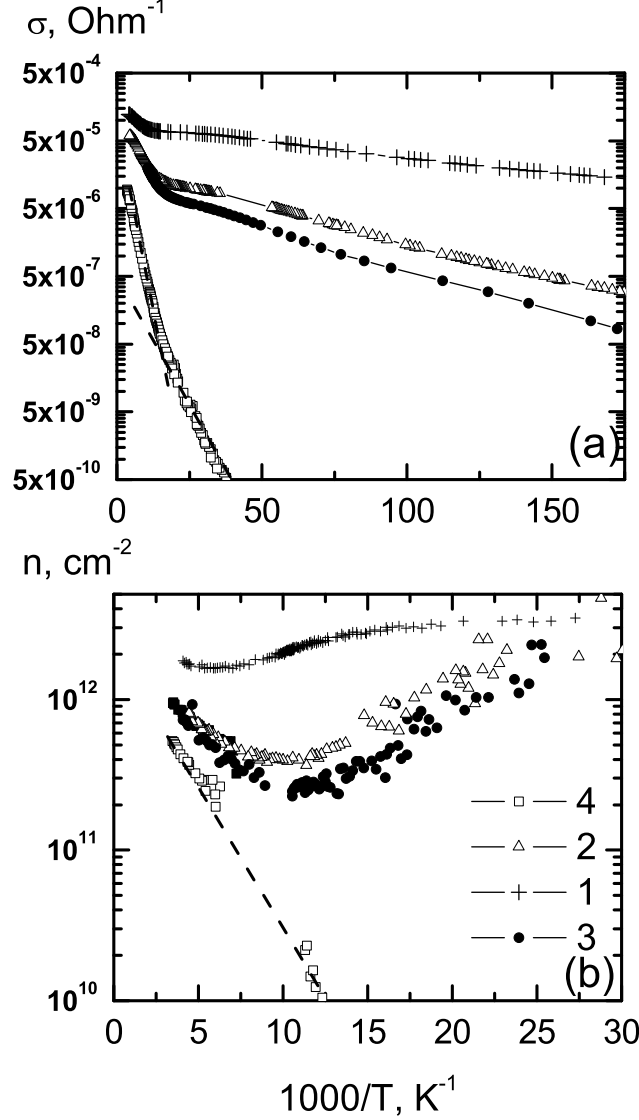 σ, Ohm⁻¹
5x10⁻⁴
5x10⁻⁵
5x10⁻⁶
5x10⁻⁷
5x10⁻⁸
5x10⁻⁹
5x10⁻¹⁰
(a)
0 50 100 150
n, cm⁻²
10¹²
10¹¹
10¹⁰
4
2
1
3
(b)
0 5 10 15 20 25 30
1000/T, K⁻¹